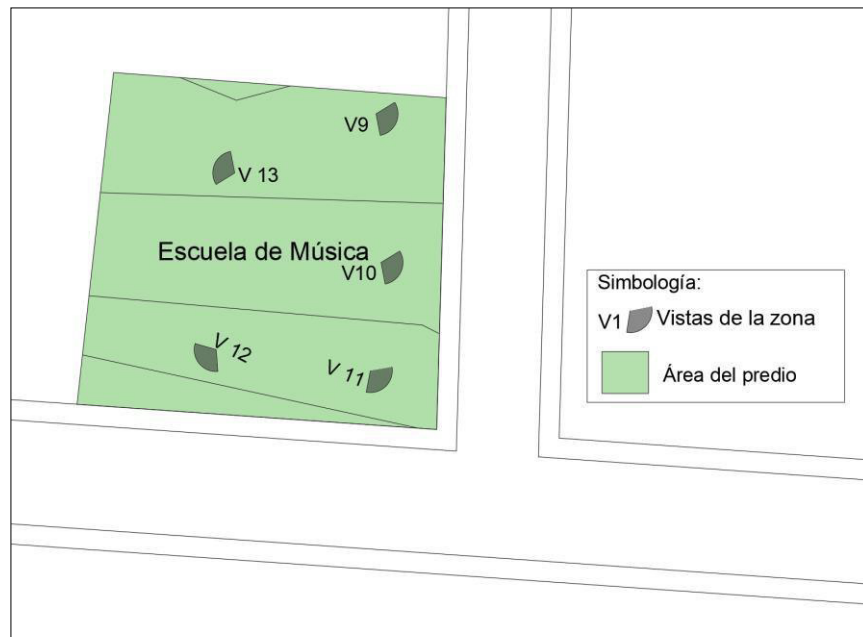 V9
V 13
Escuela de Música
V10
V 12
V 11
Simbología:
V1 Vistas de la zona
Área del predio